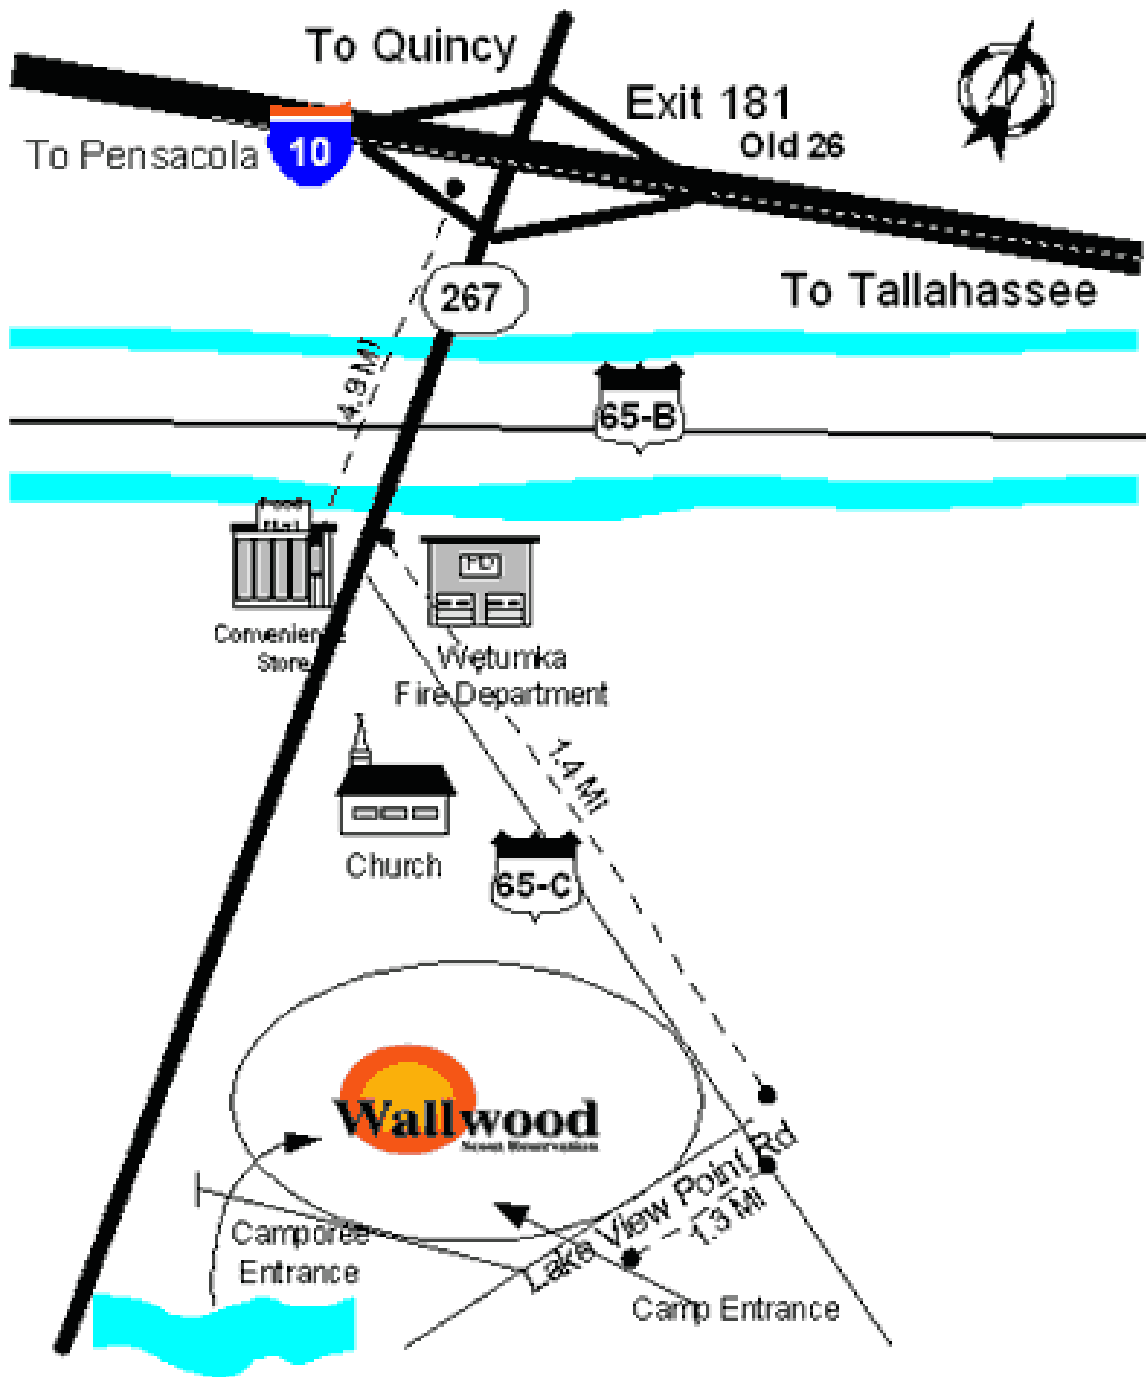 To Quincy
Exit 181
Old 26
To Pensacola
10
To Tallahassee
267
4.9 MI
65-B
Food
FD
Convenience
Store
Wetumka
Fire Department
1.4 MI
Church
65-C
Wallwood
Scout Reservation
Lake View Point Rd
1.3 MI
Camporee
Entrance
Camp Entrance